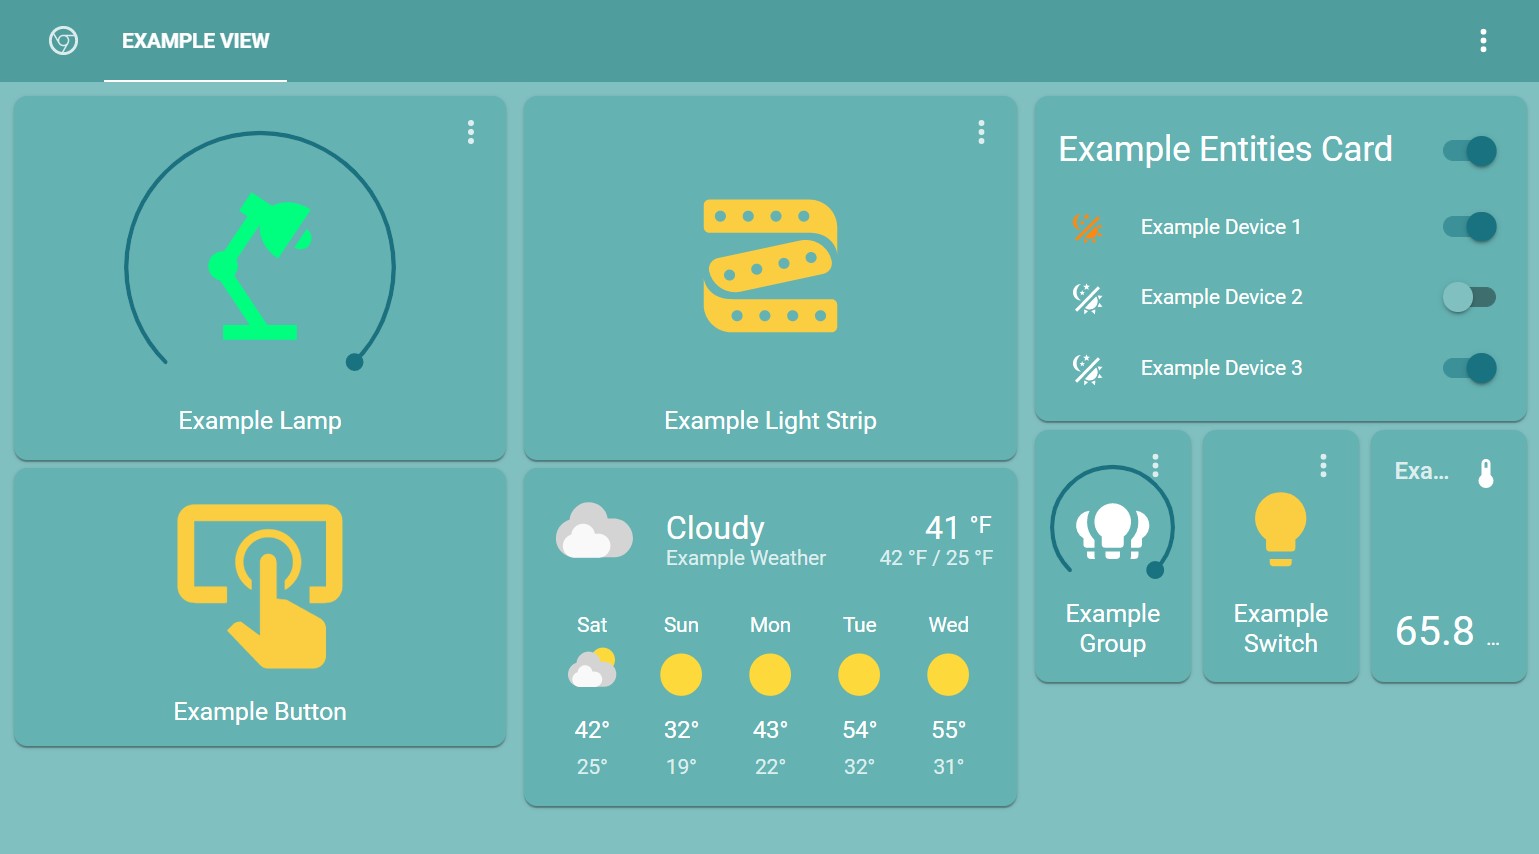 EXAMPLE VIEW
Example Lamp
Example Light Strip
Example Entities Card
Example Device 1
Example Device 2
Example Device 3
Example Button
Cloudy
41 °F
Example Weather
42 °F / 25 °F
Sat Sun Mon Tue Wed
42° 32° 43° 54° 55°
25° 19° 22° 32° 31°
Example
Group
Example
Switch
Exa...
65.8 ...